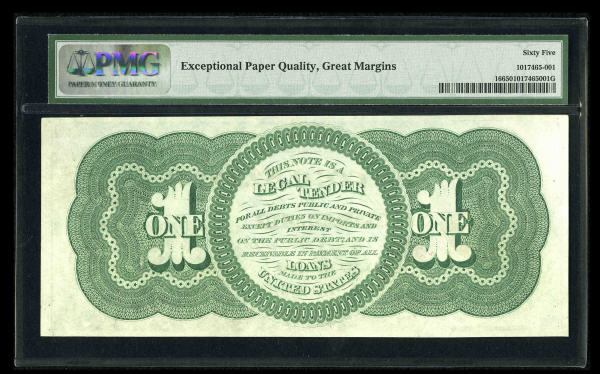 PMG
PAPER MONEY GUARANTY
Exceptional Paper Quality, Great Margins
Sixty Five
1017465-001
166501017465001G
1
ONE
THIS NOTE IS A
LEGAL TENDER
FOR ALL DEBTS PUBLIC AND PRIVATE
EXCEPT DUTIES ON IMPORTS AND
INTEREST
ON THE PUBLIC DEBT; AND IS
RECEIVABLE IN PAYMENT OF ALL
LOANS
MADE TO THE
UNITED STATES
1
ONE